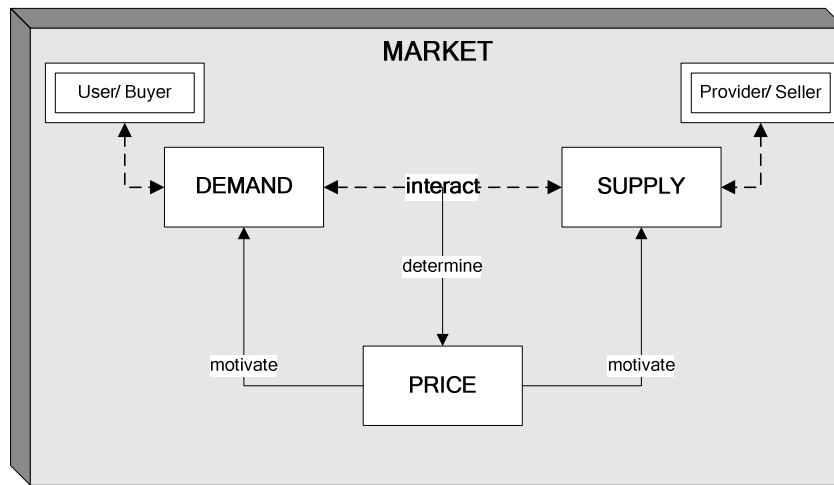 MARKET
User/ Buyer
Provider/ Seller
DEMAND
interact
SUPPLY
determine
motivate
motivate
PRICE